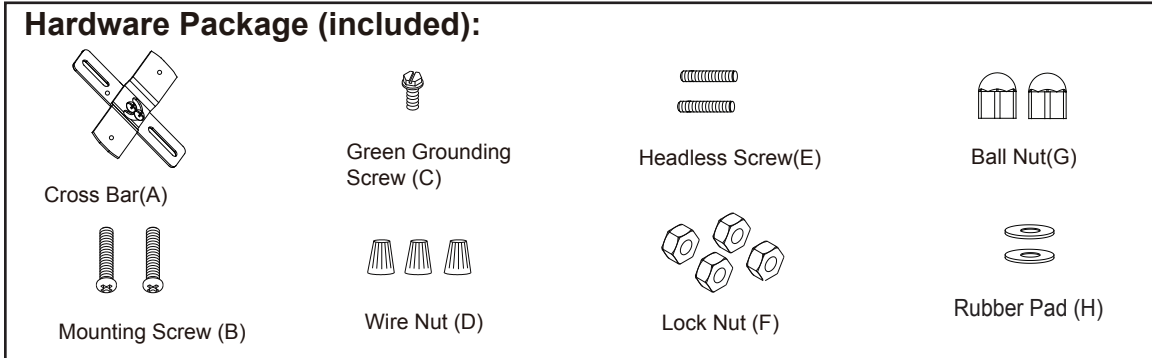 Hardware Package (included):
Cross Bar(A)
Green Grounding
Screw (C)
Headless Screw(E)
Ball Nut(G)
Mounting Screw (B)
Wire Nut (D)
Lock Nut (F)
Rubber Pad (H)